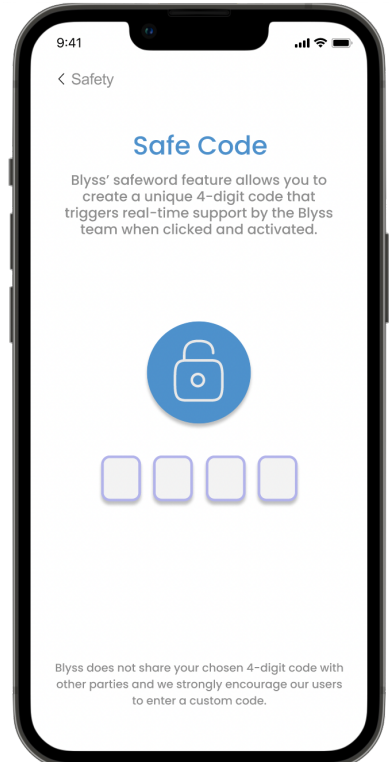 9:41
< Safety
Safe Code
Blyss’ safeword feature allows you to
create a unique 4-digit code that
triggers real-time support by the Blyss
team when clicked and activated.
Blyss does not share your chosen 4-digit code with
other parties and we strongly encourage our users
to enter a custom code.